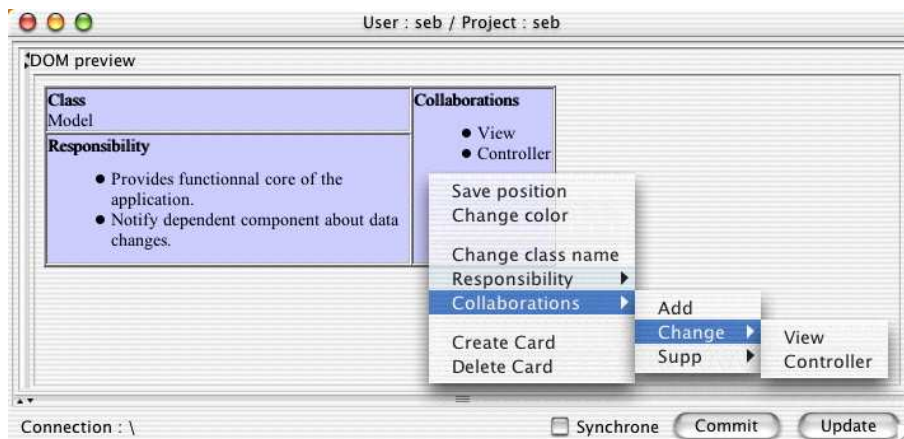 User : seb / Project : seb
DOM preview
Class
Model
Responsibility
● Provides functionnal core of the
application.
● Notify dependent component about data
changes.
Collaborations
● View
● Controller
Save position
Change color
Change class name
Responsibility
Collaborations
Create Card
Delete Card
Add
Change
Supp
View
Controller
Connection : \
Synchrone
Commit
Update